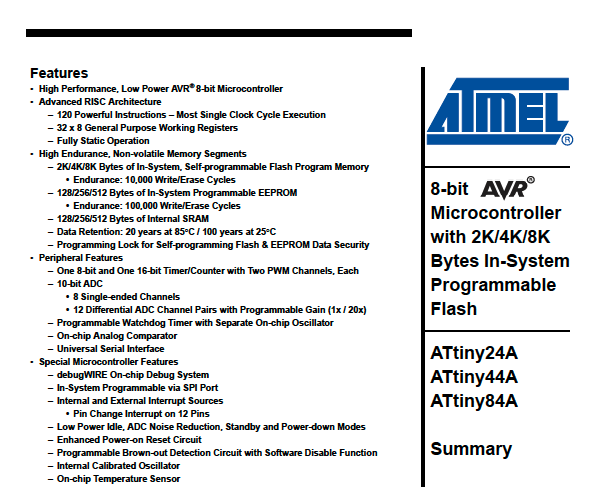 Features
• High Performance, Low Power AVR® 8-bit Microcontroller
• Advanced RISC Architecture
– 120 Powerful Instructions – Most Single Clock Cycle Execution
– 32 x 8 General Purpose Working Registers
– Fully Static Operation
• High Endurance, Non-volatile Memory Segments
– 2K/4K/8K Bytes of In-System, Self-programmable Flash Program Memory
• Endurance: 10,000 Write/Erase Cycles
– 128/256/512 Bytes of In-System Programmable EEPROM
• Endurance: 100,000 Write/Erase Cycles
– 128/256/512 Bytes of Internal SRAM
– Data Retention: 20 years at 85°C / 100 years at 25°C
– Programming Lock for Self-programming Flash & EEPROM Data Security
• Peripheral Features
– One 8-bit and One 16-bit Timer/Counter with Two PWM Channels, Each
– 10-bit ADC
• 8 Single-ended Channels
• 12 Differential ADC Channel Pairs with Programmable Gain (1x / 20x)
– Programmable Watchdog Timer with Separate On-chip Oscillator
– On-chip Analog Comparator
– Universal Serial Interface
• Special Microcontroller Features
– debugWIRE On-chip Debug System
– In-System Programmable via SPI Port
– Internal and External Interrupt Sources
• Pin Change Interrupt on 12 Pins
– Low Power Idle, ADC Noise Reduction, Standby and Power-down Modes
– Enhanced Power-on Reset Circuit
– Programmable Brown-out Detection Circuit with Software Disable Function
– Internal Calibrated Oscillator
– On-chip Temperature Sensor
ATMEL®
8-bit AVR®
Microcontroller
with 2K/4K/8K
Bytes In-System
Programmable
Flash
ATtiny24A
ATtiny44A
ATtiny84A
Summary